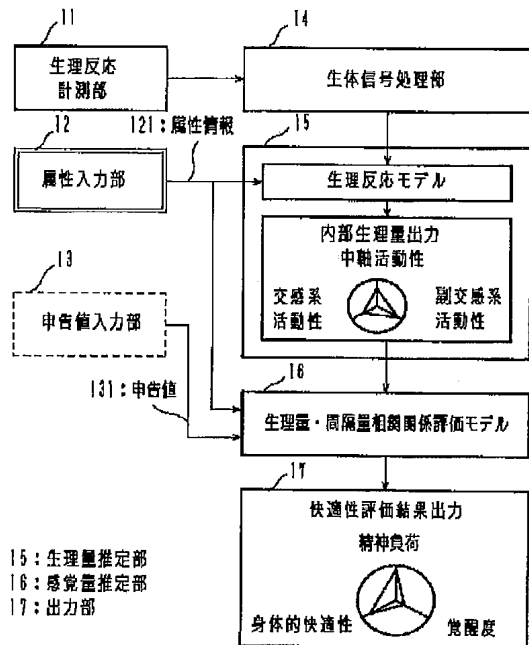 11
生理反応
計測部
14
生体信号処理部
12
121:属性情報
属性入力部
15
生理反応モデル
内部生理量出力
中軸活動性
交感系
活動性
副交感系
活動性
13
申告値入力部
131:申告値
16
生理量・間隔量相関関係評価モデル
17
快適性評価結果出力
精神負荷
身体的快適性
覚醒度
15:生理量推定部
16:感覚量推定部
17:出力部